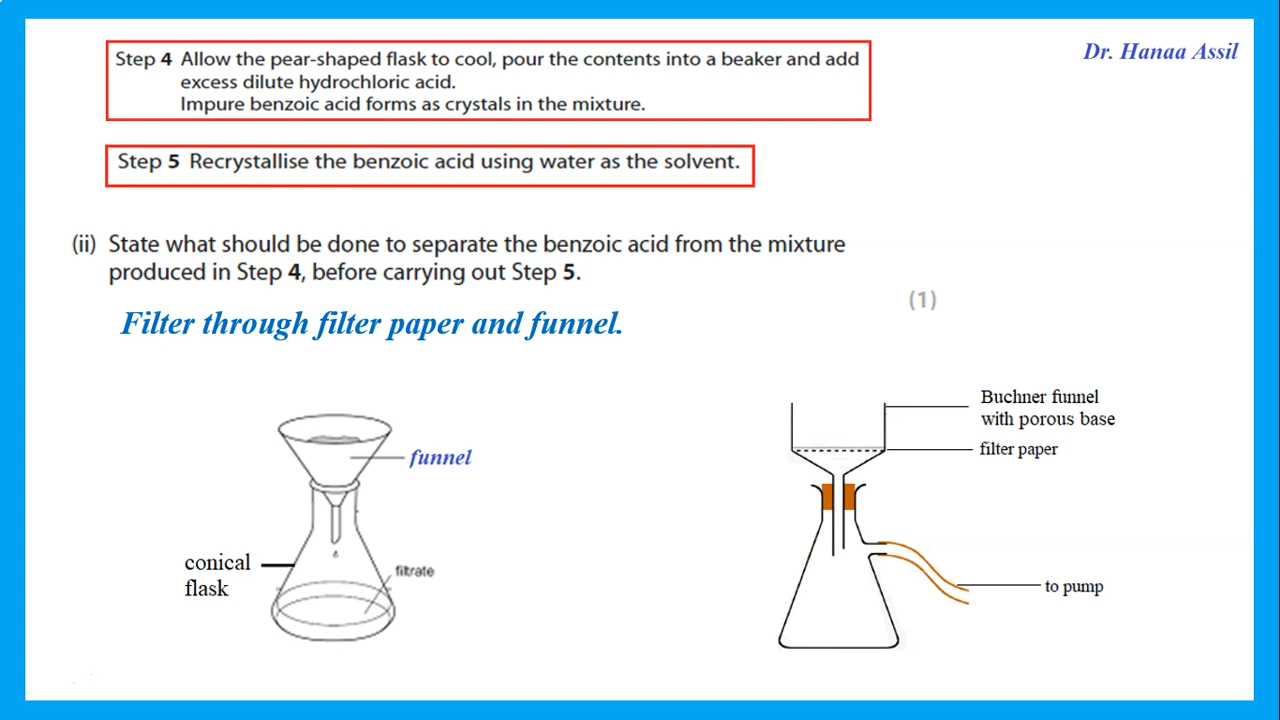 Dr. Hanaa Assil
Step 4 Allow the pear-shaped flask to cool, pour the contents into a beaker and add
excess dilute hydrochloric acid.
Impure benzoic acid forms as crystals in the mixture.
Step 5 Recrystallise the benzoic acid using water as the solvent.
(ii) State what should be done to separate the benzoic acid from the mixture
produced in Step 4, before carrying out Step 5.
(1)
Filter through filter paper and funnel.
funnel
conical
flask
filtrate
Buchner funnel
with porous base
filter paper
to pump